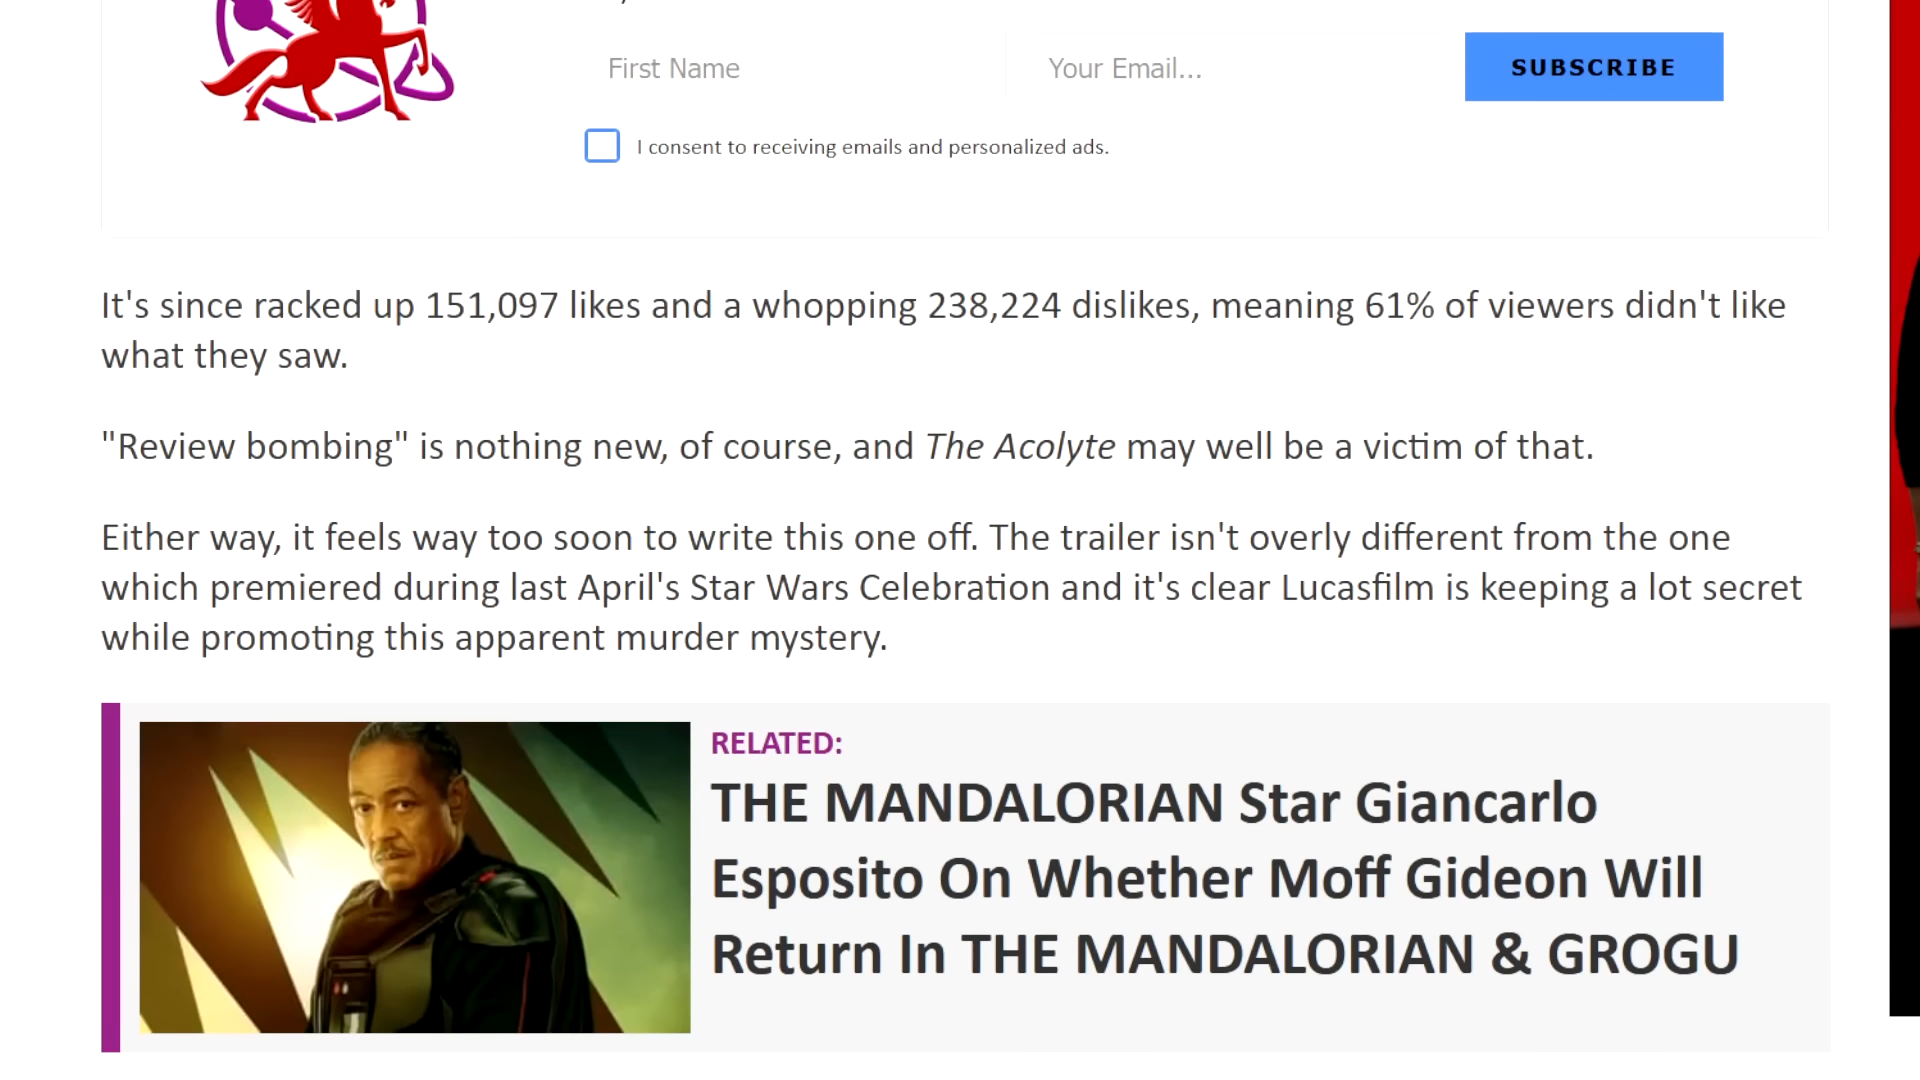 First Name
Your Email...
SUBSCRIBE
I consent to receiving emails and personalized ads.
It's since racked up 151,097 likes and a whopping 238,224 dislikes, meaning 61% of viewers didn't like
what they saw.
"Review bombing" is nothing new, of course, and The Acolyte may well be a victim of that.
Either way, it feels way too soon to write this one off. The trailer isn't overly different from the one
which premiered during last April's Star Wars Celebration and it's clear Lucasfilm is keeping a lot secret
while promoting this apparent murder mystery.
RELATED:
THE MANDALORIAN Star Giancarlo
Esposito On Whether Moff Gideon Will
Return In THE MANDALORIAN & GROGU